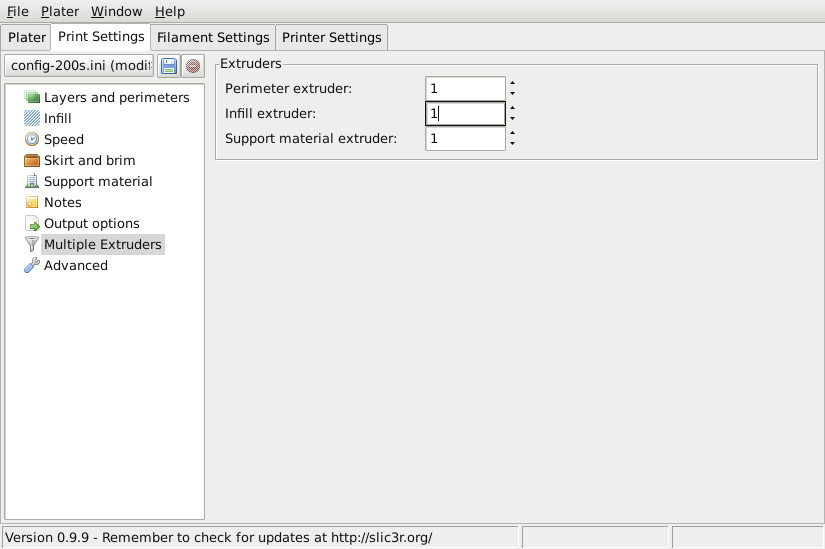 File Plater Window Help
Plater Print Settings Filament Settings Printer Settings
config-200s.ini (modif
Layers and perimeters
Infill
Speed
Skirt and brim
Support material
Notes
Output options
Multiple Extruders
Advanced
Extruders
Perimeter extruder: 1
Infill extruder: 1
Support material extruder: 1
Version 0.9.9 - Remember to check for updates at http://slic3r.org/